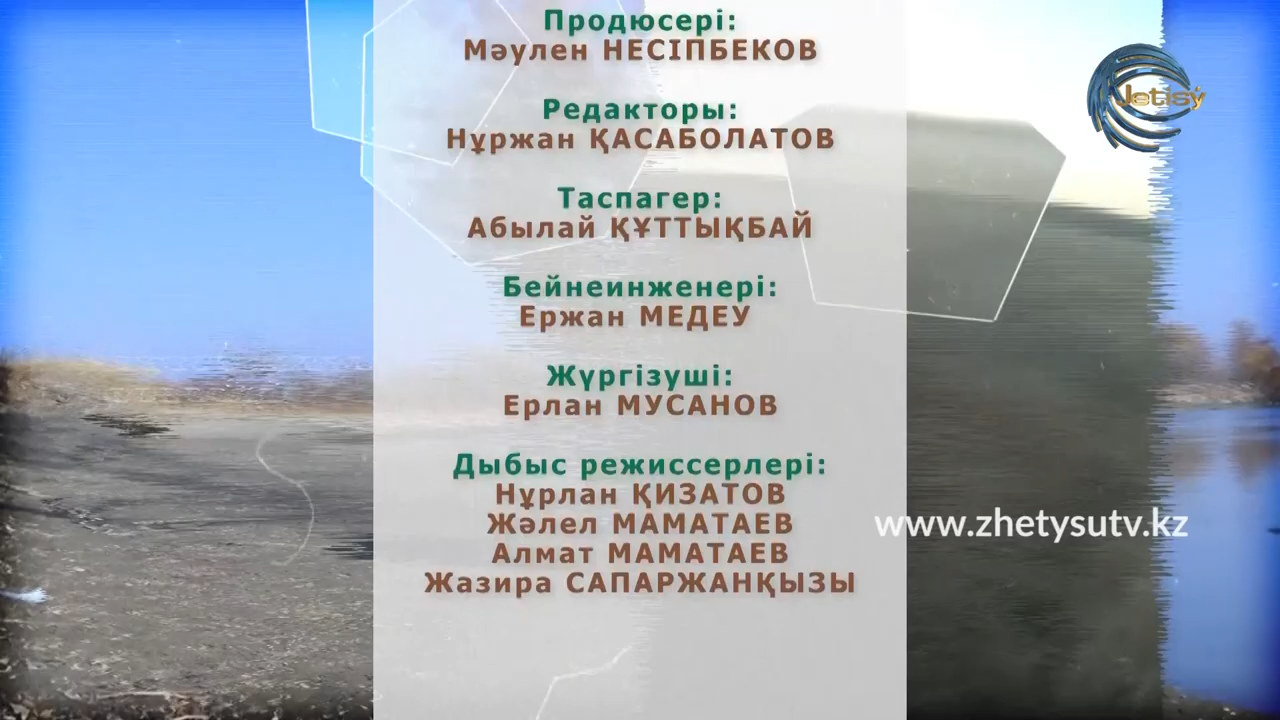 Продюсері:
Мәулен НЕСІПБЕКОВ
Jetisý
Редакторы:
Нұржан ҚАСАБОЛАТОВ
Таспагер:
Абылай ҚҰТТЫҚБАЙ
Бейнеинженері:
Ержан МЕДЕУ
Жүргізуші:
Ерлан МУСАНОВ
Дыбыс режиссерлері:
Нұрлан ҚИЗАТОВ
Жәлел МАМАТАЕВ
www.zhetysutv.kz
Алмат МАМАТАЕВ
Жазира САПАРЖАНҚЫЗЫ